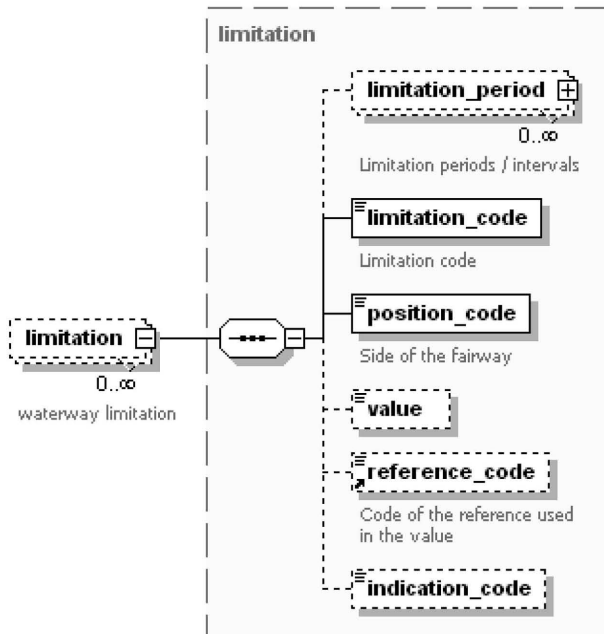 limitation
limitation_period
0..∞
Limitation periods / intervals
limitation_code
Limitation code
position_code
Side of the fairway
limitation
0..∞
waterway limitation
value
reference_code
Code of the reference used
in the value
indication_code